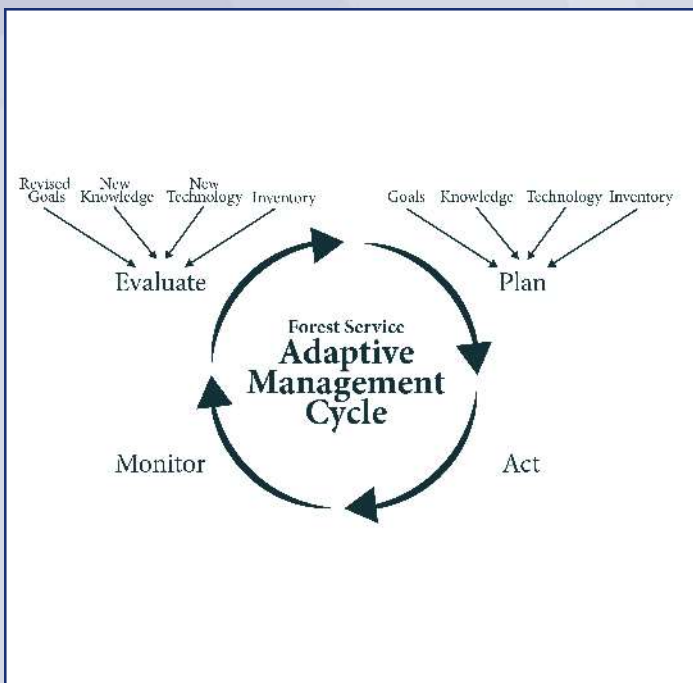 Revised Goals
New Knowledge
New Technology
Inventory
Evaluate
Goals
Knowledge
Technology
Inventory
Plan
Forest Service
Adaptive
Management
Cycle
Monitor
Act